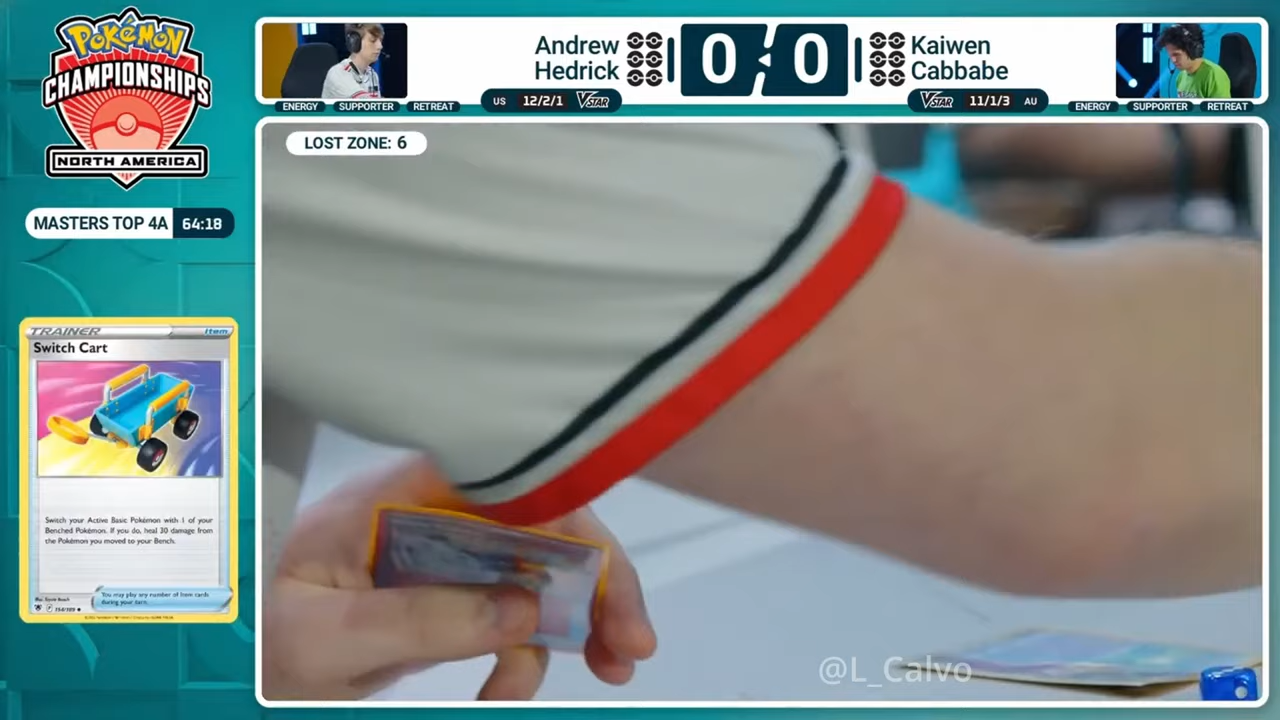 Pokémon
CHAMPIONSHIPS
NORTH AMERICA
Andrew
Hedrick
0
0
Kaiwen
Cabbabe
ENERGY
SUPPORTER
RETREAT
US
12/2/1
VSTAR
VSTAR
11/1/3
AU
ENERGY
SUPPORTER
RETREAT
LOST ZONE: 6
MASTERS TOP 4A
64:18
TRAINER
Item
Switch Cart
Switch your Active Basic Pokémon with 1 of your
Benched Pokémon. If you do, heal 30 damage from
the Pokémon you moved to your Bench.
You may play any number of Item cards
during your turn.
154/189
@L_Calvo